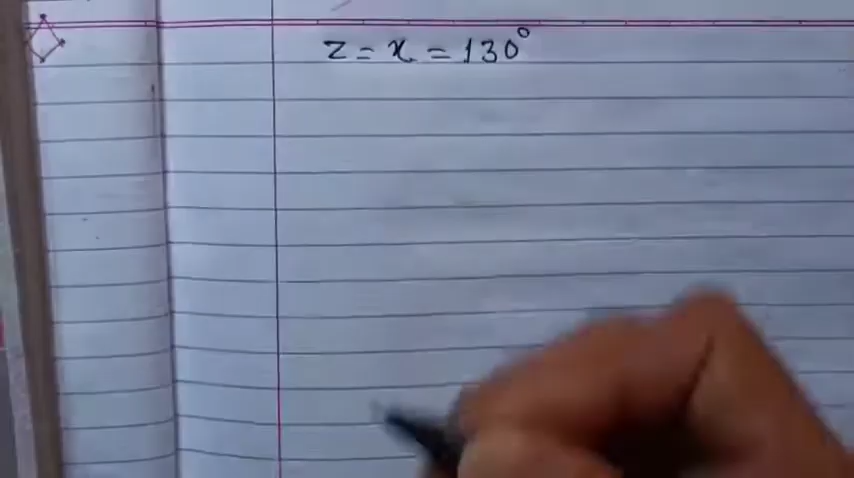 z = x = 130°